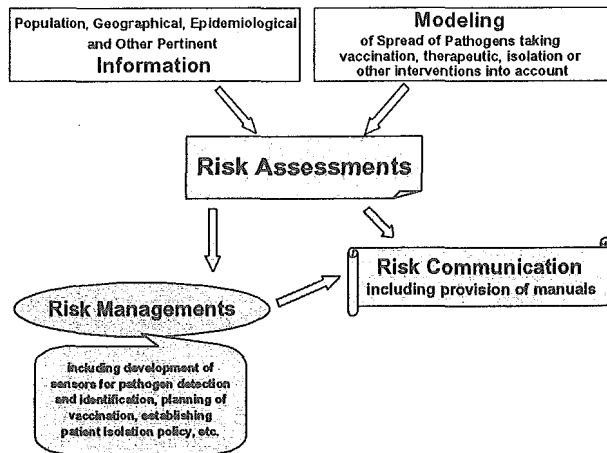 Population, Geographical, Epidemiological
and Other Pertinent
Information
Modeling
of Spread of Pathogens taking
vaccination, therapeutic, isolation or
other interventions into account
Risk Assessments
Risk Communication
including provision of manuals
Risk Managements
including development of
sensors for pathogen detection
and identification, planning of
vaccination, establishing
patient isolation policy, etc.